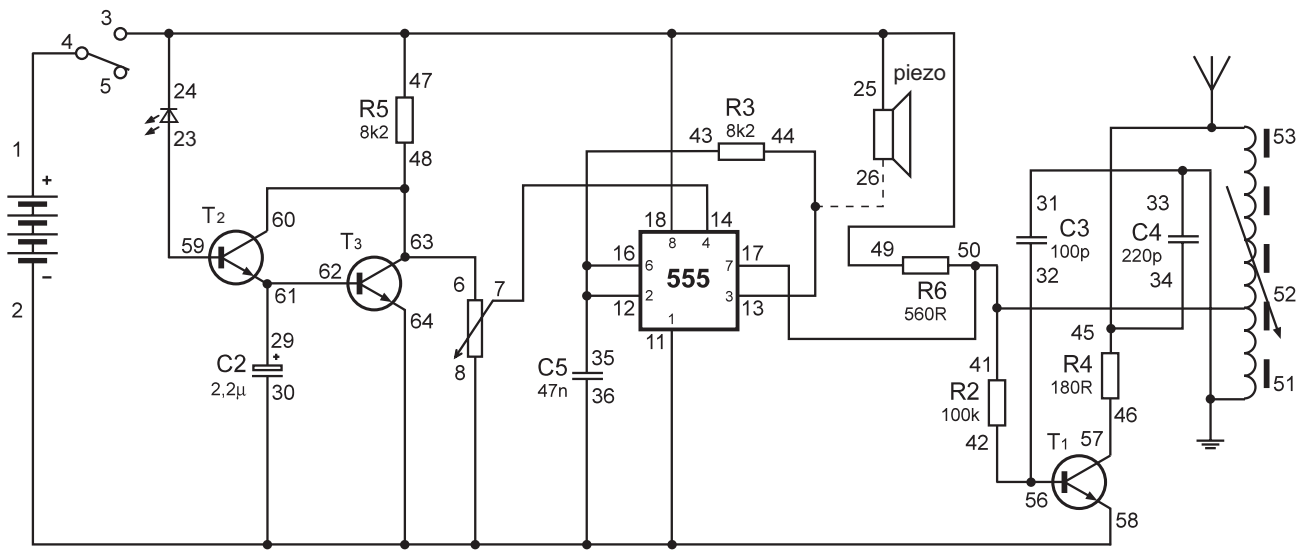 3
4
5
24
23
1
+
−
2
47
R5
8k2
48
T2
60
59
61
T3
63
62
64
29
+
C2
2,2µ
30
6
7
8
43
R3
8k2
44
25
piezo
26
18
14
8
4
16
6
555
7
17
12
2
3
13
1
11
C5
47n
35
36
49
50
R6
560R
41
R2
100k
42
31
C3
100p
32
33
C4
220p
34
45
R4
180R
46
T1
57
56
58
53
52
51